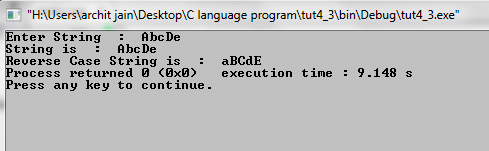 "H:\Users\archit jain\Desktop\C language program\tut4_3\bin\Debug\tut4_3.exe"
Enter String  :  AbcDe
String is  :  AbcDe
Reverse Case String is  :  aBCdE
Process returned 0 (0x0)   execution time : 9.148 s
Press any key to continue.